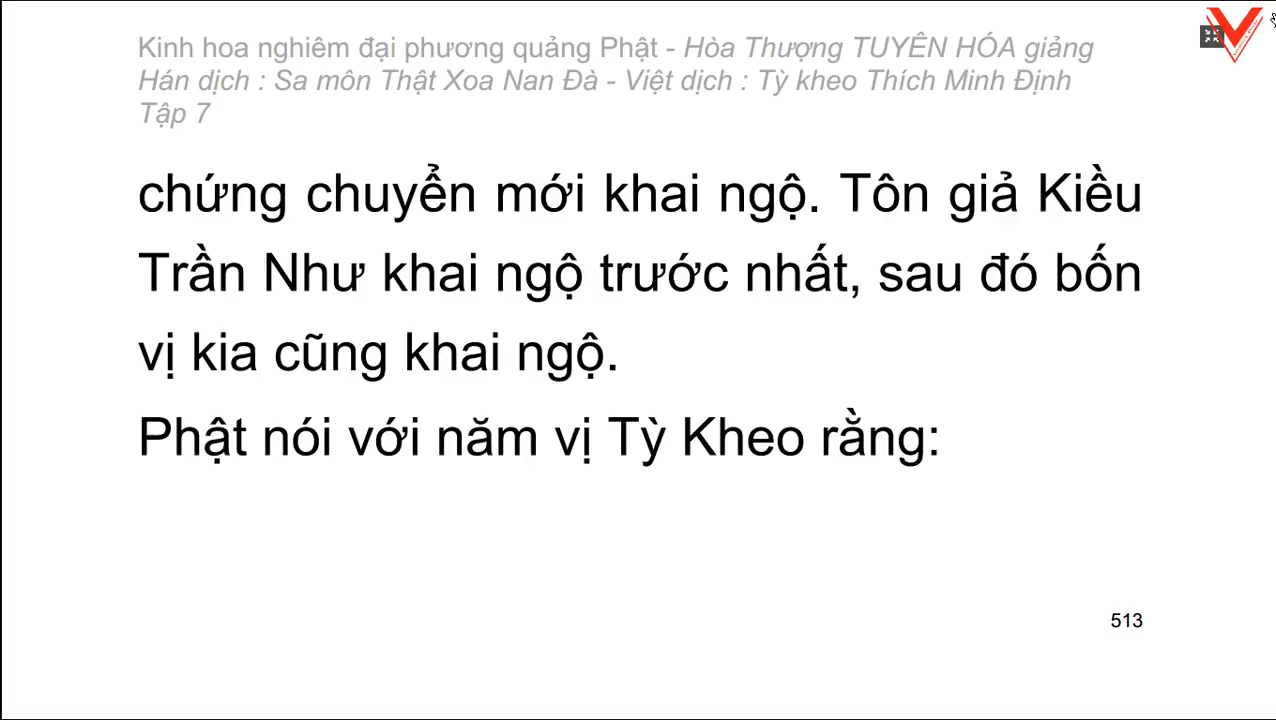 Kinh hoa nghiêm đại phương quảng Phật - Hòa Thượng TUYÊN HÓA giảng
Hán dịch : Sa môn Thật Xoa Nan Đà - Việt dịch : Tỳ kheo Thích Minh Định
Tập 7
chứng chuyển mới khai ngộ. Tôn giả Kiều
Trần Như khai ngộ trước nhất, sau đó bốn
vị kia cũng khai ngộ.
Phật nói với năm vị Tỳ Kheo rằng:
513